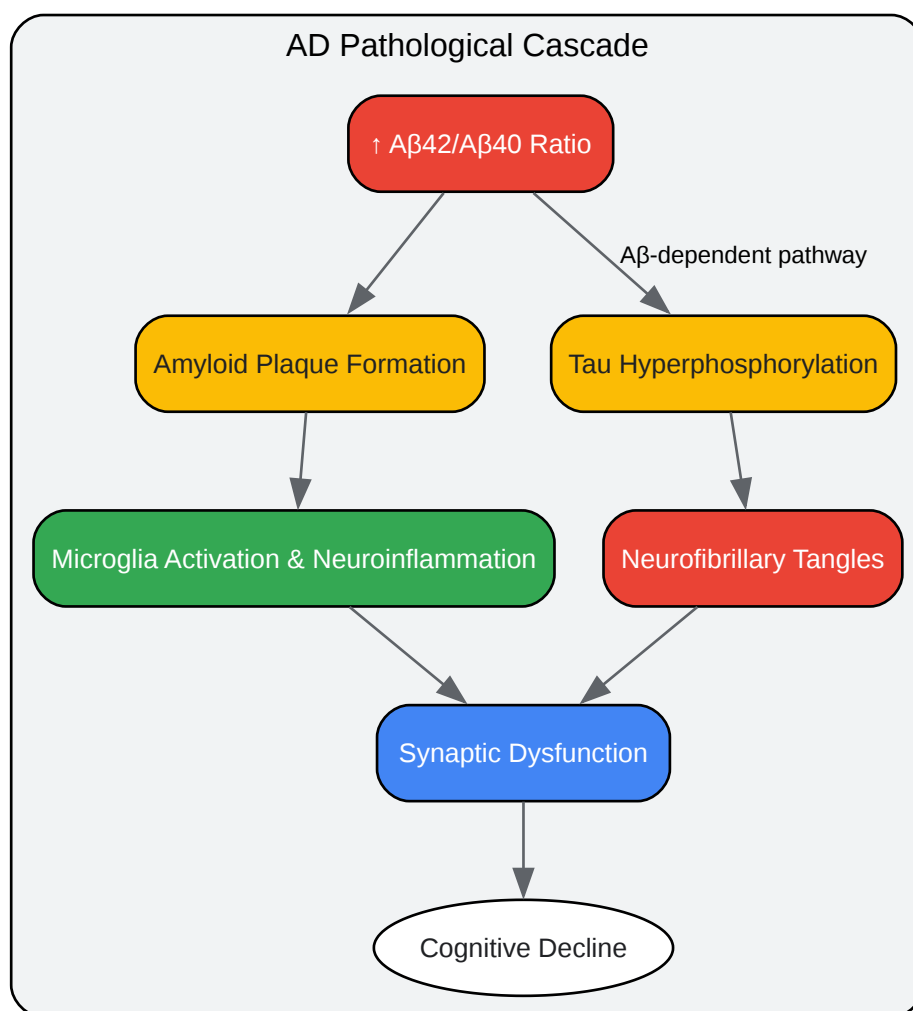 AD Pathological Cascade
↑ Aβ42/Aβ40 Ratio
Aβ-dependent pathway
Amyloid Plaque Formation
Tau Hyperphosphorylation
Microglia Activation & Neuroinflammation
Neurofibrillary Tangles
Synaptic Dysfunction
Cognitive Decline